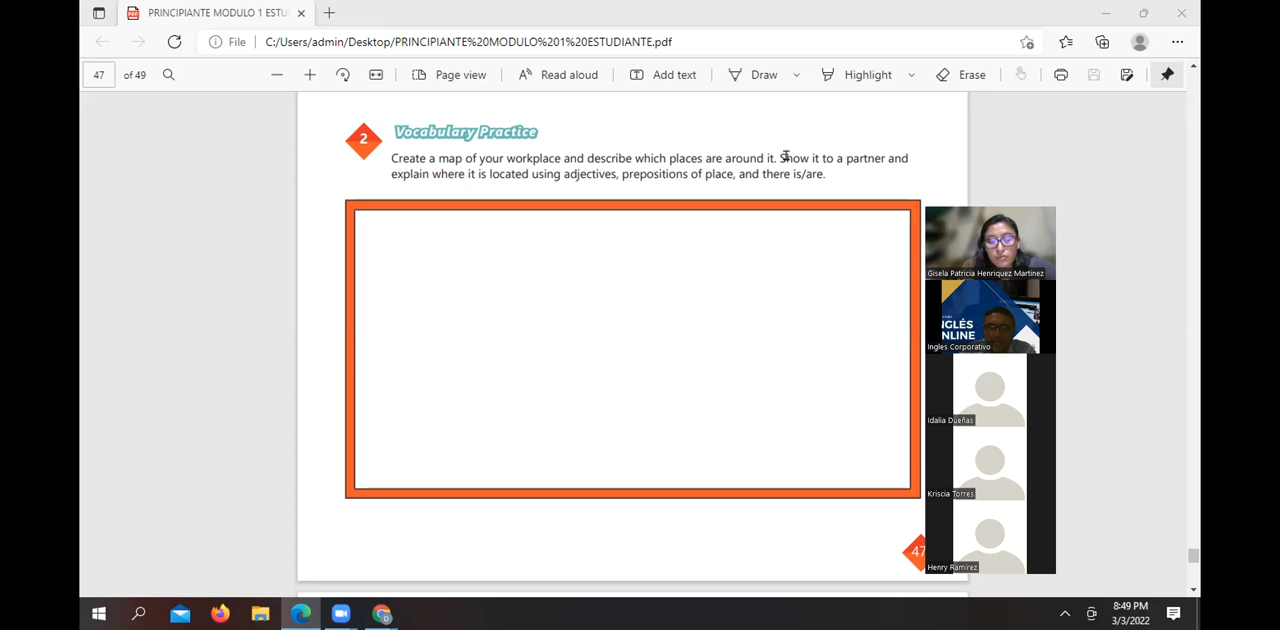 PRINCIPIANTE MODULO 1 ESTU
File
C:/Users/admin/Desktop/PRINCIPIANTE%20MODULO%201%20ESTUDIANTE.pdf
47 of 49
Page view
Read aloud
Add text
Draw
Highlight
Erase
2
Vocabulary Practice
Create a map of your workplace and describe which places are around it. Show it to a partner and
explain where it is located using adjectives, prepositions of place, and there is/are.
Gisela Patricia Henriquez Martinez
INGLÉS
ONLINE
Ingles Corporativo
Idalia Dueñas
Kriscia Torres
Henry Ramirez
47
8:49 PM
3/3/2022